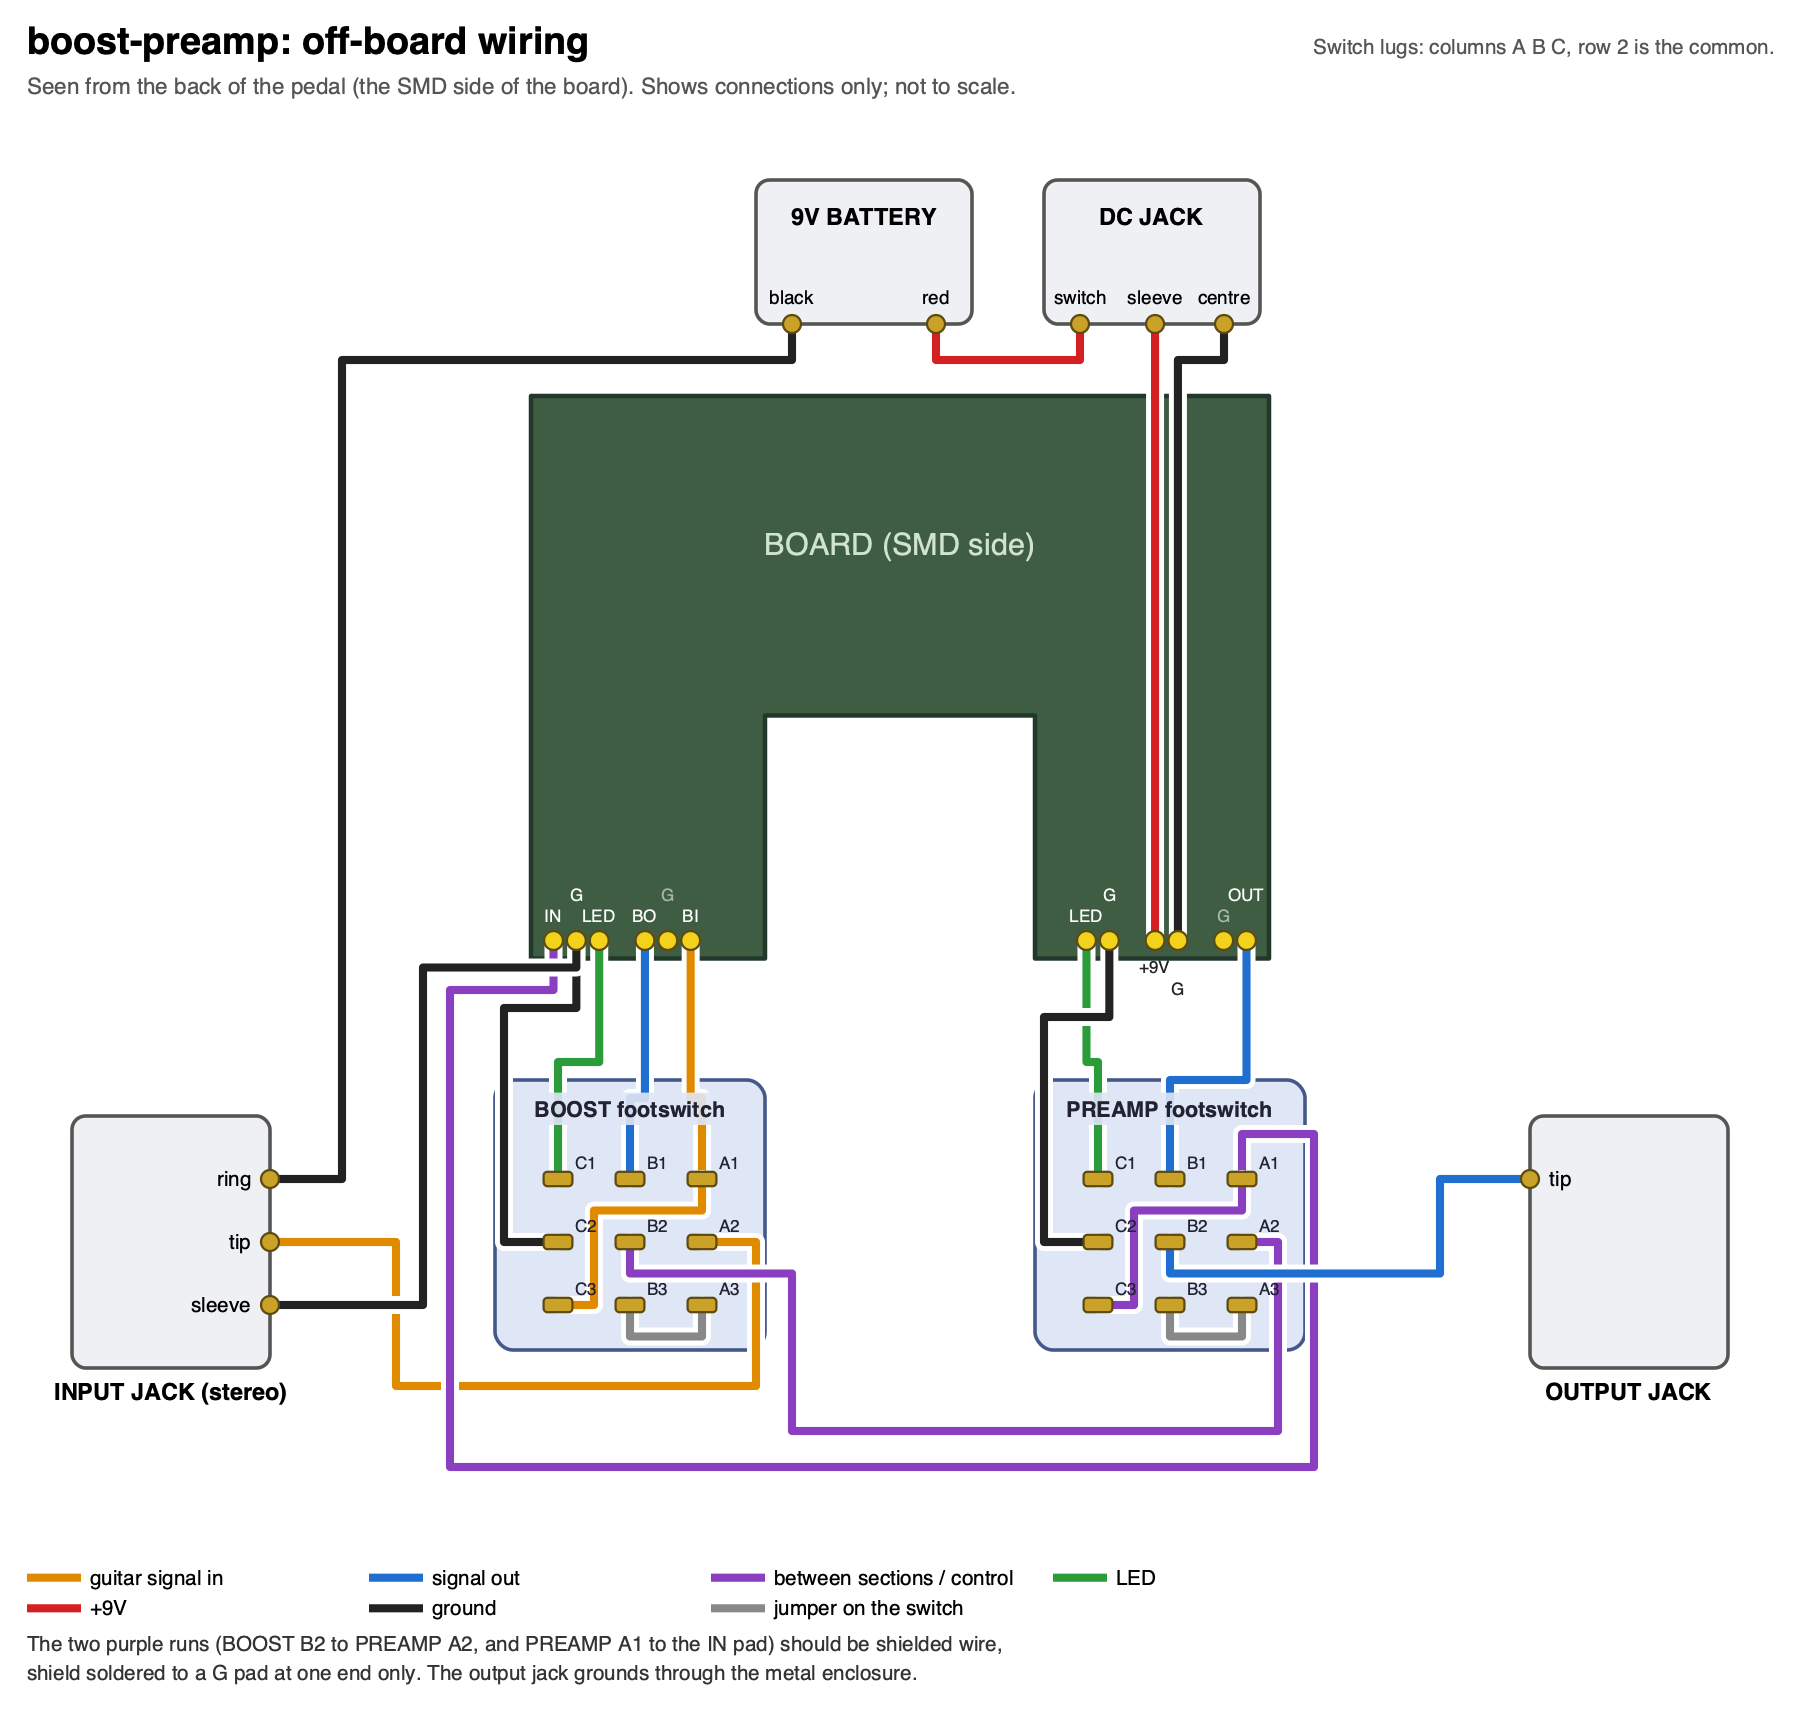 boost-preamp: off-board wiring
Switch lugs: columns A B C, row 2 is the common.
Seen from the back of the pedal (the SMD side of the board). Shows connections only; not to scale.
9V BATTERY
DC JACK
black
red
switch
sleeve
centre
BOARD (SMD side)
G
G
G
OUT
IN
LED
BO
BI
LED
G
+9V
G
BOOST footswitch
PREAMP footswitch
C1
B1
A1
C1
B1
A1
ring
tip
C2
B2
A2
C2
B2
A2
tip
C3
B3
A3
C3
B3
A3
sleeve
INPUT JACK (stereo)
OUTPUT JACK
guitar signal in
signal out
between sections / control
LED
+9V
ground
jumper on the switch
The two purple runs (BOOST B2 to PREAMP A2, and PREAMP A1 to the IN pad) should be shielded wire,
shield soldered to a G pad at one end only. The output jack grounds through the metal enclosure.